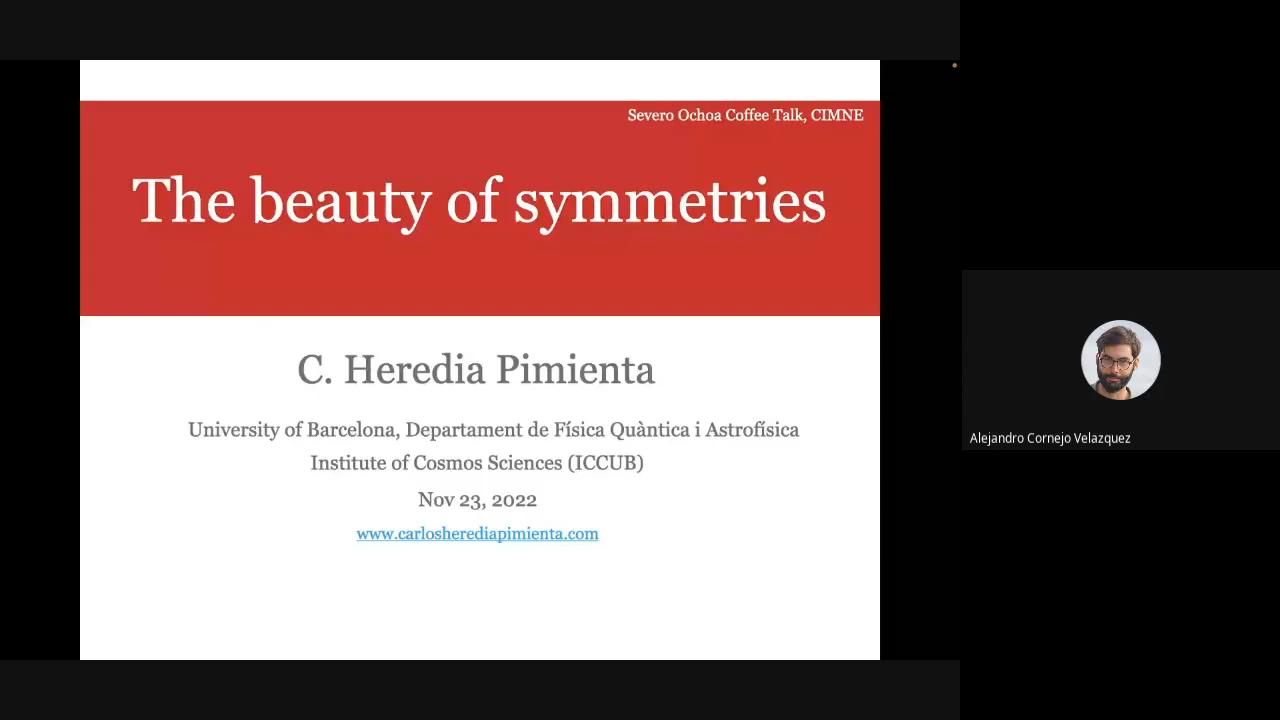 Severo Ochoa Coffee Talk, CIMNE
The beauty of symmetries
C. Heredia Pimienta
University of Barcelona, Departament de Física Quàntica i Astrofísica
Institute of Cosmos Sciences (ICCUB)
Nov 23, 2022
www.carlosherediapimienta.com
Alejandro Cornejo Velazquez